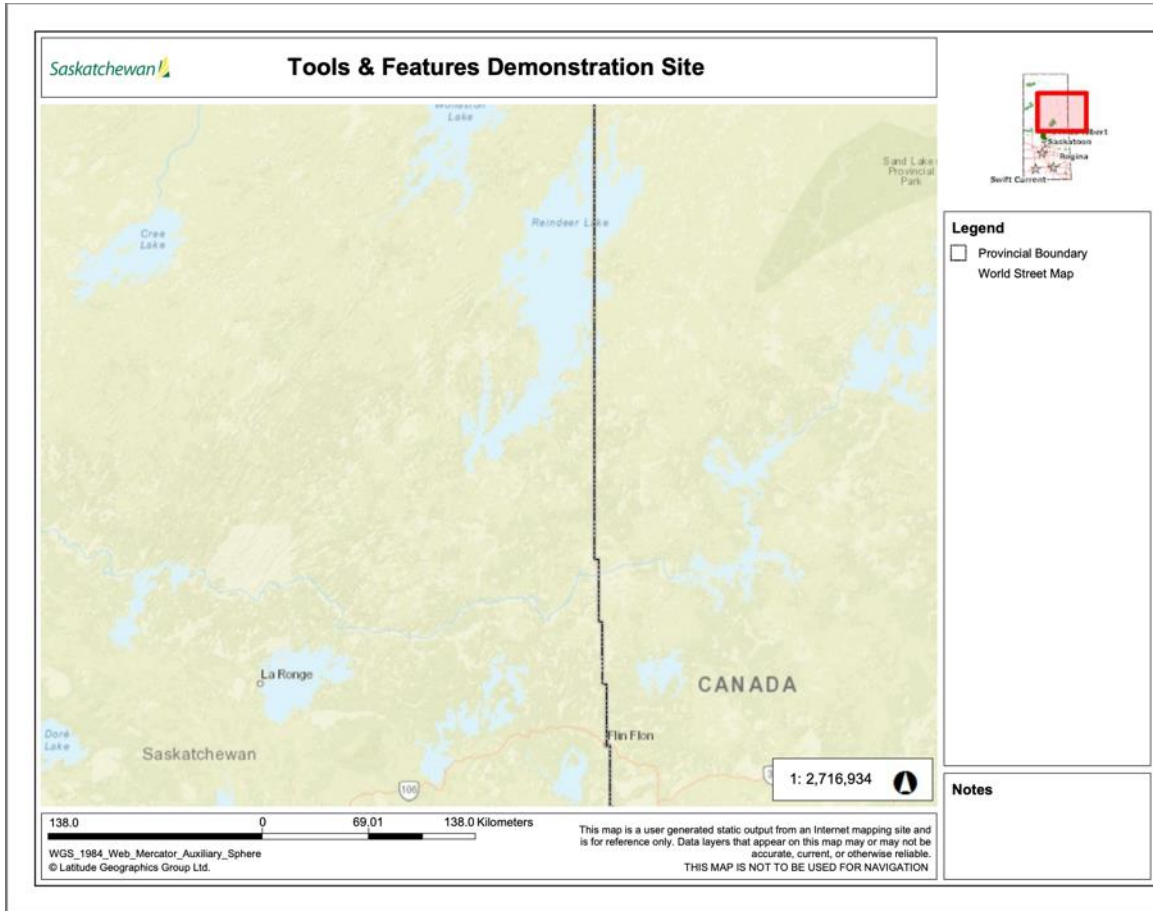 Saskatchewan
Tools & Features Demonstration Site
Wollaston
Lake
Sand Lake
Provincial
Park
Reindeer Lake
Cree
Lake
La Ronge
CANADA
Doré
Lake
Saskatchewan
Flin Flon
106
1: 2,716,934
138.0 0 69.01 138.0 Kilometers
WGS_1984_Web_Mercator_Auxiliary_Sphere
© Latitude Geographics Group Ltd.
This map is a user generated static output from an Internet mapping site and
is for reference only. Data layers that appear on this map may or may not be
accurate, current, or otherwise reliable.
THIS MAP IS NOT TO BE USED FOR NAVIGATION
Saskatoon
Regina
Swift Current
Legend
Provincial Boundary
World Street Map
Notes